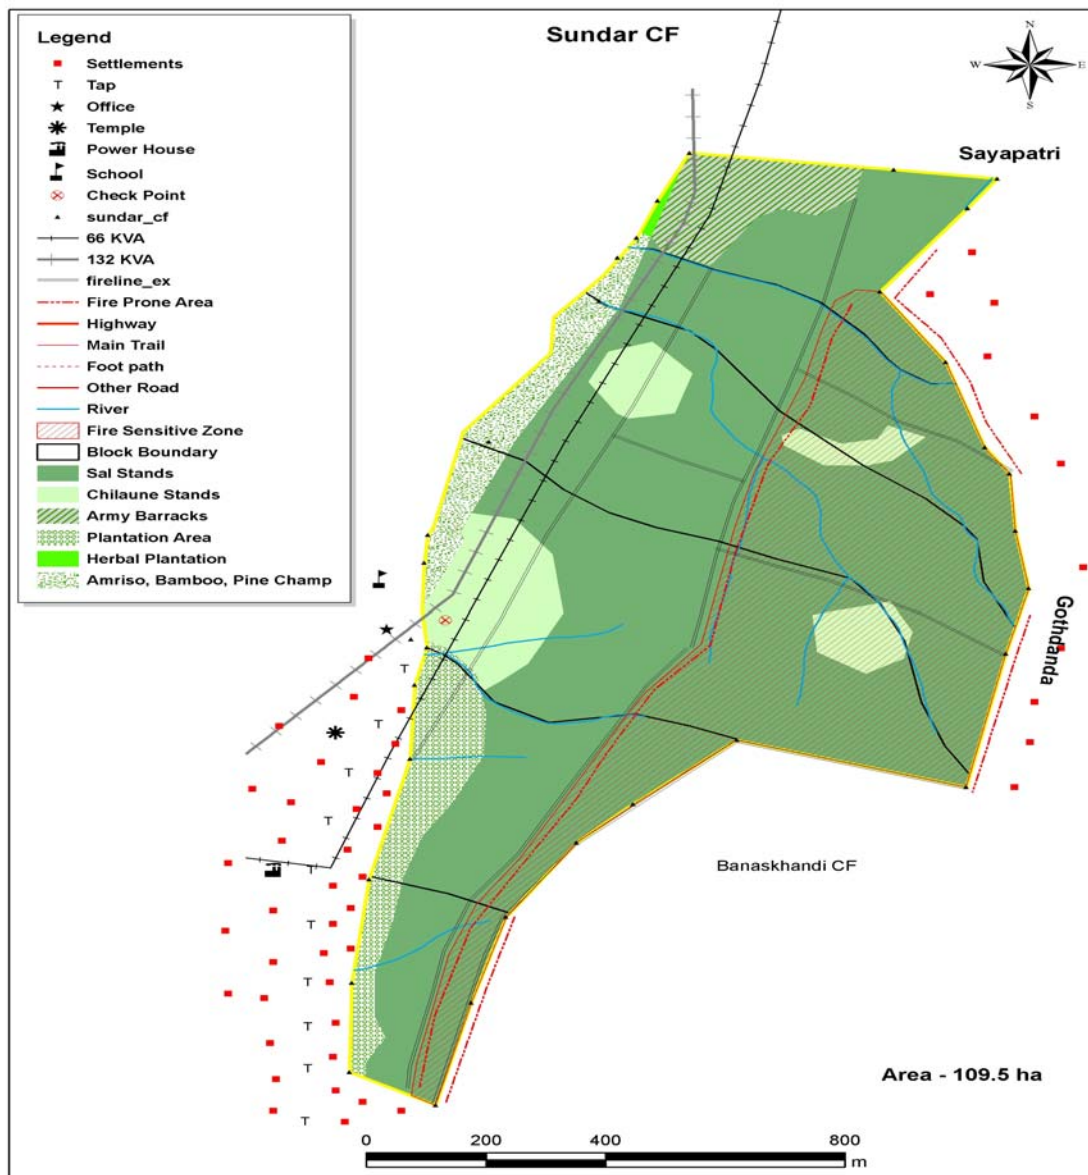 Sundar CF
N
W
E
S
Legend
Settlements
Tap
Office
Temple
Power House
School
Check Point
sundar_cf
66 KVA
132 KVA
fireline_ex
Fire Prone Area
Highway
Main Trail
Foot path
Other Road
River
Fire Sensitive Zone
Block Boundary
Sal Stands
Chilaune Stands
Army Barracks
Plantation Area
Herbal Plantation
Amriso, Bamboo, Pine Champ
Sayapatri
Gothdanda
Banaskhandi CF
Area - 109.5 ha
0 200 400 800
m